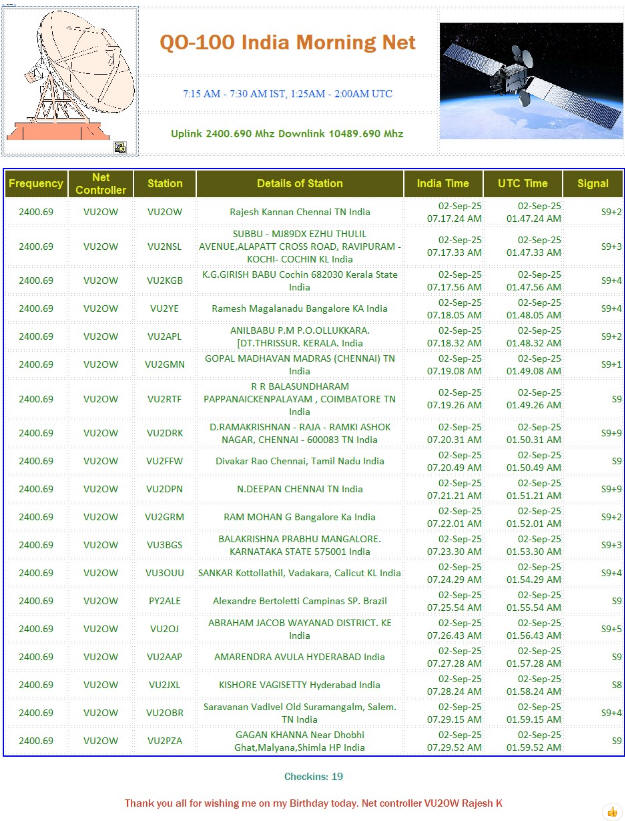 QO-100 India Morning Net
7:15 AM - 7:30 AM IST, 1:25AM - 2:00AM UTC
Uplink 2400.690 Mhz Downlink 10489.690 Mhz
Frequency Net Controller Station Details of Station India Time UTC Time Signal
2400.69 VU2OW VU2OW Rajesh Kannan Chennai TN India 02-Sep-25 07.17.24 AM 02-Sep-25 01.47.24 AM S9+2
2400.69 VU2OW VU2NSL SUBBU - MJ89DX EZHU THULIL AVENUE,ALAPATT CROSS ROAD, RAVIPURAM - KOCHI- COCHIN KL India 02-Sep-25 07.17.33 AM 02-Sep-25 01.47.33 AM S9+3
2400.69 VU2OW VU2KGB K.G.GIRISH BABU Cochin 682030 Kerala State India 02-Sep-25 07.17.56 AM 02-Sep-25 01.47.56 AM S9+4
2400.69 VU2OW VU2YE Ramesh Magalanadu Bangalore KA India 02-Sep-25 07.18.05 AM 02-Sep-25 01.48.05 AM S9+4
2400.69 VU2OW VU2APL ANILBABU P.M P.O.OLLUKKARA. [DT.THRISSUR. KERALA. India 02-Sep-25 07.18.32 AM 02-Sep-25 01.48.32 AM S9+2
2400.69 VU2OW VU2GMN GOPAL MADHAVAN MADRAS (CHENNAI) TN India 02-Sep-25 07.19.08 AM 02-Sep-25 01.49.08 AM S9+1
2400.69 VU2OW VU2RTF R R BALASUNDHARAM PAPPANAICKENPALAYAM , COIMBATORE TN India 02-Sep-25 07.19.26 AM 02-Sep-25 01.49.26 AM S9
2400.69 VU2OW VU2DRK D.RAMAKRISHNAN - RAJA - RAMKI ASHOK NAGAR, CHENNAI - 600083 TN India 02-Sep-25 07.20.31 AM 02-Sep-25 01.50.31 AM S9+9
2400.69 VU2OW VU2FFW Divakar Rao Chennai, Tamil Nadu India 02-Sep-25 07.20.49 AM 02-Sep-25 01.50.49 AM S9
2400.69 VU2OW VU2DPN N.DEEPAN CHENNAI TN India 02-Sep-25 07.21.21 AM 02-Sep-25 01.51.21 AM S9+9
2400.69 VU2OW VU2GRM RAM MOHAN G Bangalore Ka India 02-Sep-25 07.22.01 AM 02-Sep-25 01.52.01 AM S9+2
2400.69 VU2OW VU3BGS BALAKRISHNA PRABHU MANGALORE. KARNATAKA STATE 575001 India 02-Sep-25 07.23.30 AM 02-Sep-25 01.53.30 AM S9+3
2400.69 VU2OW VU3OUU SANKAR Kottollathil, Vadakara, Calicut KL India 02-Sep-25 07.24.29 AM 02-Sep-25 01.54.29 AM S9+4
2400.69 VU2OW PY2ALE Alexandre Bertoletti Campinas SP. Brazil 02-Sep-25 07.25.54 AM 02-Sep-25 01.55.54 AM S9
2400.69 VU2OW VU2OJ ABRAHAM JACOB WAYANAD DISTRICT. KE India 02-Sep-25 07.26.43 AM 02-Sep-25 01.56.43 AM S9+5
2400.69 VU2OW VU2AAP AMARENDRA AVULA HYDERABAD India 02-Sep-25 07.27.28 AM 02-Sep-25 01.57.28 AM S9
2400.69 VU2OW VU2JXL KISHORE VAGISETTY Hyderabad India 02-Sep-25 07.28.24 AM 02-Sep-25 01.58.24 AM S8
2400.69 VU2OW VU2OBR Saravanan Vadivel Old Suramangalm, Salem. TN India 02-Sep-25 07.29.15 AM 02-Sep-25 01.59.15 AM S9+4
2400.69 VU2OW VU2PZA GAGAN KHANNA Near Dhobhi Ghat,Malyana,Shimla HP India 02-Sep-25 07.29.52 AM 02-Sep-25 01.59.52 AM S9
Checkins: 19
Thank you all for wishing me on my Birthday today. Net controller VU2OW Rajesh K